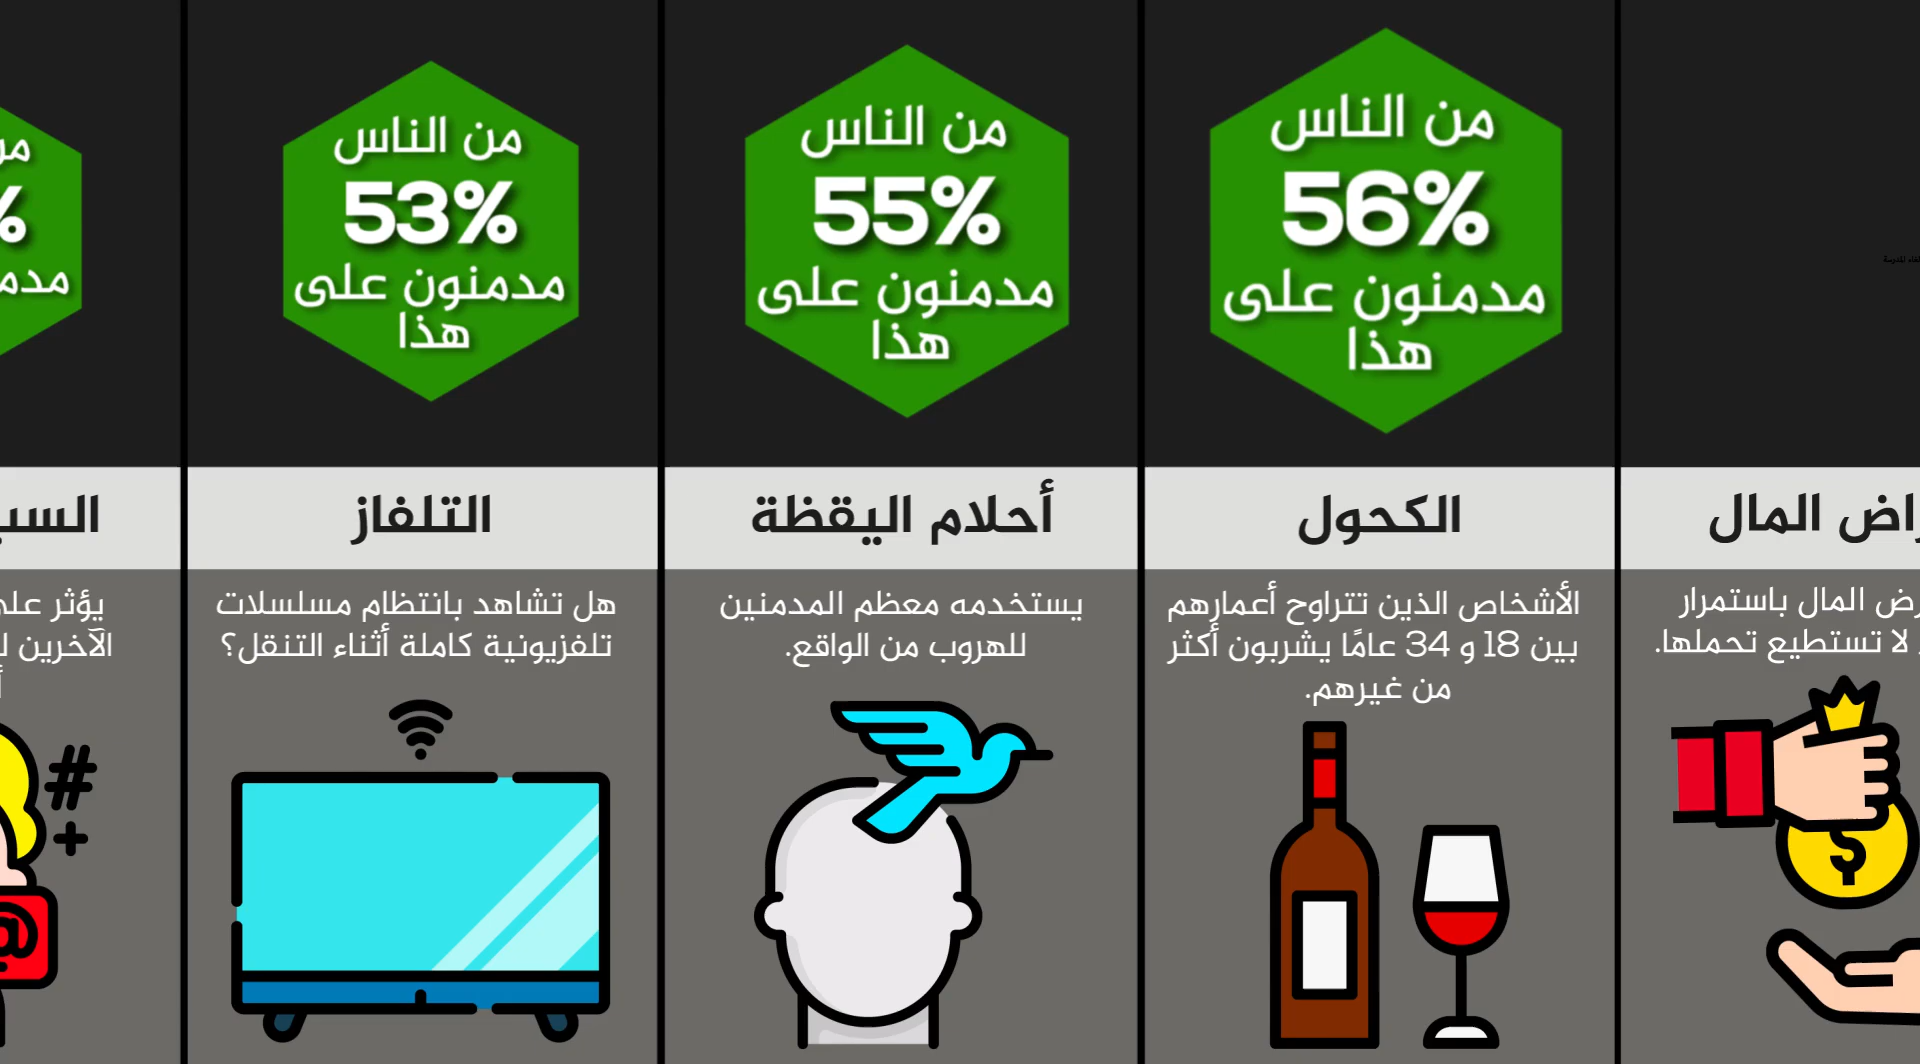 من الناس
53%
مدمنون على
هذا
التلفاز
هل تشاهد بانتظام مسلسلات
تلفزيونية كاملة أثناء التنقل؟
من الناس
55%
مدمنون على
هذا
أحلام اليقظة
يستخدمه معظم المدمنين
للهروب من الواقع.
من الناس
56%
مدمنون على
هذا
الكحول
الأشخاص الذين تتراوح أعمارهم
بين 18 و 34 عامًا يشربون أكثر
من غيرهم.
المال
المال باستمرار
لا تستطيع تحملها.
يؤثر
الآخرين
%
#
+
@
$